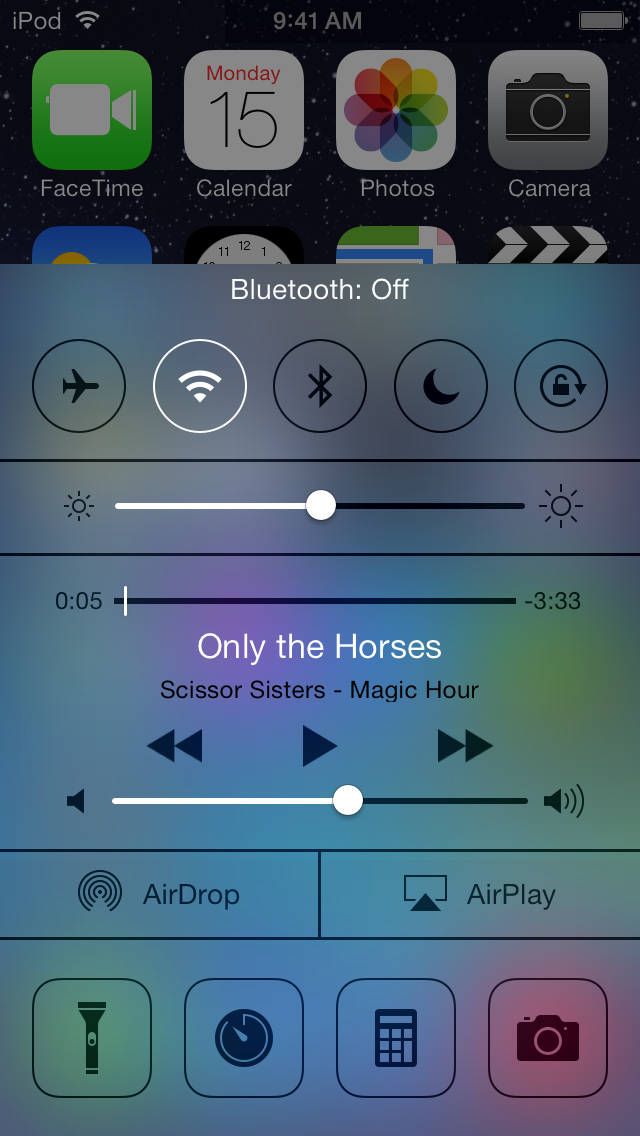 iPod 9:41 AM
Monday
15
FaceTime Calendar Photos Camera
11 12 1
Bluetooth: Off
0:05 -3:33
Only the Horses
Scissor Sisters - Magic Hour
AirDrop AirPlay